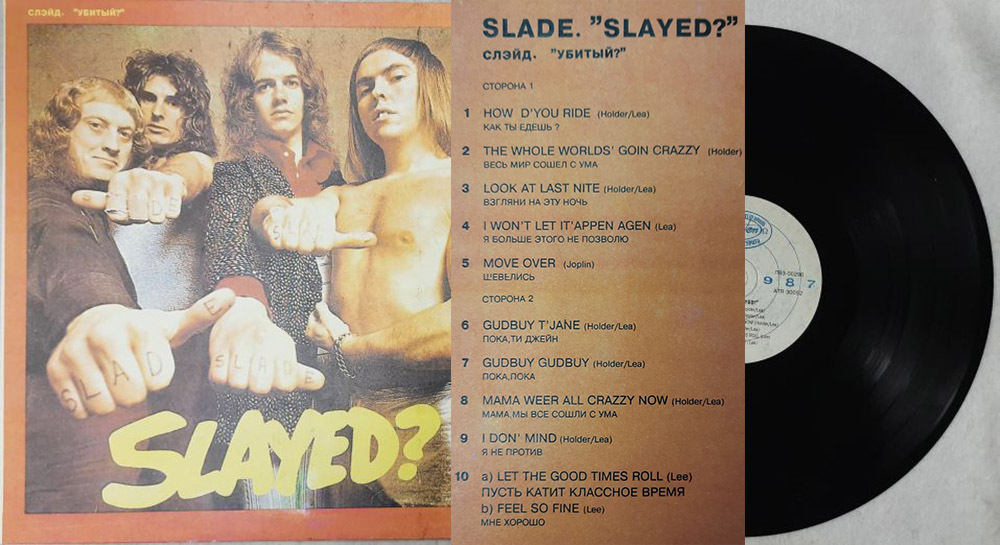 СЛЭЙД. "УБИТЫЙ?"
SLAD
SLADE
SLAYED?
SLADE. "SLAYED?"
СЛЭЙД. "УБИТЫЙ?"
СТОРОНА 1
1 HOW D'YOU RIDE (Holder/Lea)
КАК ТЫ ЕДЕШЬ ?
2 THE WHOLE WORLDS' GOIN CRAZZY (Holder)
ВЕСЬ МИР СОШЕЛ С УМА
3 LOOK AT LAST NITE (Holder/Lea)
ВЗГЛЯНИ НА ЭТУ НОЧЬ
4 I WON'T LET IT'APPEN AGEN (Lea)
Я БОЛЬШЕ ЭТОГО НЕ ПОЗВОЛЮ
5 MOVE OVER (Joplin)
ШЕВЕЛИСЬ
СТОРОНА 2
6 GUDBUY T'JANE (Holder/Lea)
ПОКА,ТИ ДЖЕЙН
7 GUDBUY GUDBUY (Holder/Lea)
ПОКА,ПОКА
8 MAMA WEER ALL CRAZZY NOW (Holder/Lea)
МАМА,МЫ ВСЕ СОШЛИ С УМА
9 I DON' MIND (Holder/Lea)
Я НЕ ПРОТИВ
10 a) LET THE GOOD TIMES ROLL (Lee)
ПУСТЬ КАТИТ КЛАССНОЕ ВРЕМЯ
b) FEEL SO FINE (Lee)
МНЕ ХОРОШО
9 8 7